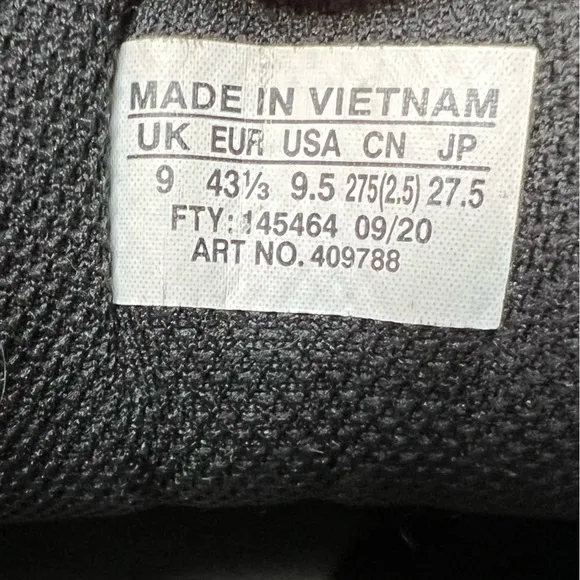 MADE IN VIETNAM
UK EUR USA CN JP
9 43⅓ 9.5 275(2.5) 27.5
FTY: 145464 09/20
ART NO. 409788